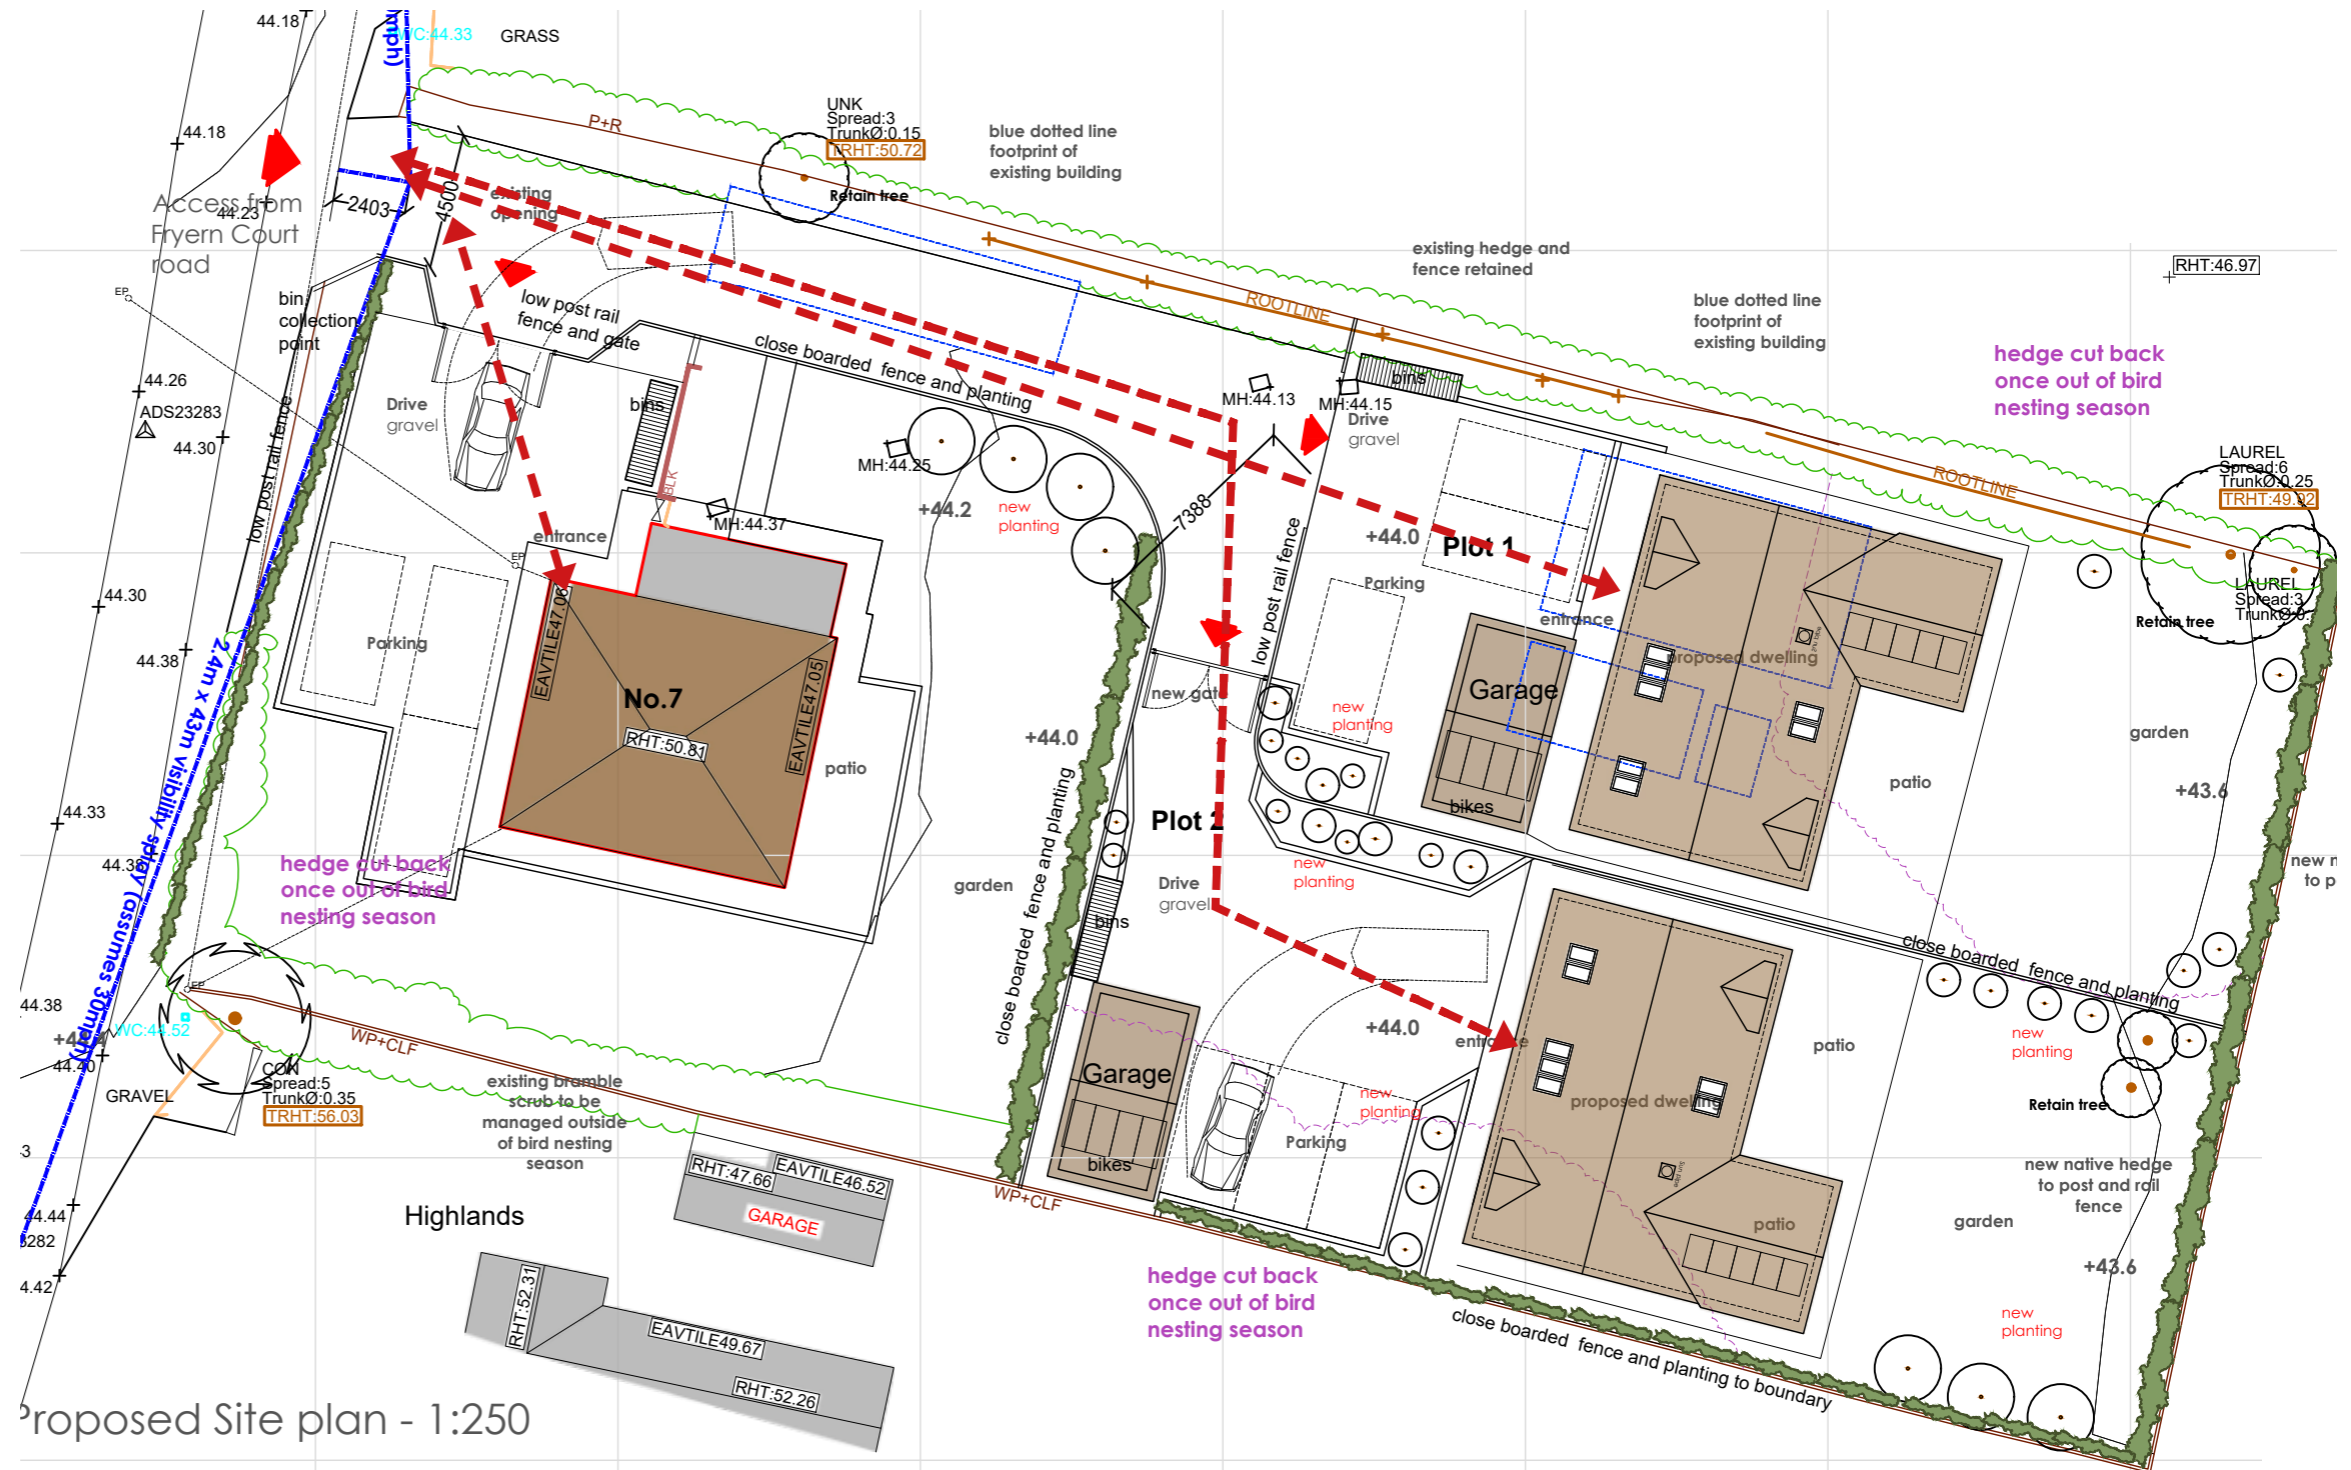 44.18
mph)
WC:44.33
GRASS
44.18
P+R
UNK
Spread:3
TrunkØ:0.15
TRHT:50.72
Retain tree
blue dotted line
footprint of
existing building
Access from
Fryern Court
road
44.23
2403
4500
existing
opening
existing hedge and
fence retained
RHT:46.97
EP
bin
collection
point
low post rail
fence and gate
ROOTLINE
blue dotted line
footprint of
existing building
hedge cut back
once out of bird
nesting season
close boarded fence and planting
44.26
ADS23283
44.30
Drive
gravel
bins
bins
MH:44.13
MH:44.15
Drive
gravel
low post rail fence
BLK
MH:44.25
+44.2
new
planting
7388
ROOTLINE
LAUREL
Spread:6
TrunkØ:0.25
TRHT:49.92
MH:44.37
entrance
EP
+44.0
Plot 1
Parking
low post rail fence
entrance
LAUREL
Spread:3
Retain tree
44.30
44.38
Parking
EAVTILE47.06
No.7
RHT:50.81
EAVTILE47.05
patio
2.4m x 43m visibility splay (assumes 30mph)
new gate
new
planting
Garage
bikes
proposed dwelling
garden
patio
+43.6
+44.0
44.33
44.38
Plot 2
close boarded fence and planting
hedge cut back
once out of bird
nesting season
garden
Drive
gravel
new
planting
bins
close boarded fence and planting
EP
44.38
WC:44.52
44.40
WP+CLF
+44.0
entrance
patio
new
planting
GRAVEL
CON
Spread:5
TrunkØ:0.35
TRHT:56.03
existing bramble
scrub to be
managed outside
of bird nesting
season
Garage
bikes
new
planting
Parking
proposed dwelling
Retain tree
patio
new native hedge
to post and rail
fence
garden
RHT:47.66
EAVTILE46.52
GARAGE
WP+CLF
Highlands
44.44
+43.6
hedge cut back
once out of bird
nesting season
RHT:52.31
EAVTILE49.67
RHT:52.26
close boarded fence and planting to boundary
new
planting
Proposed Site plan - 1:250